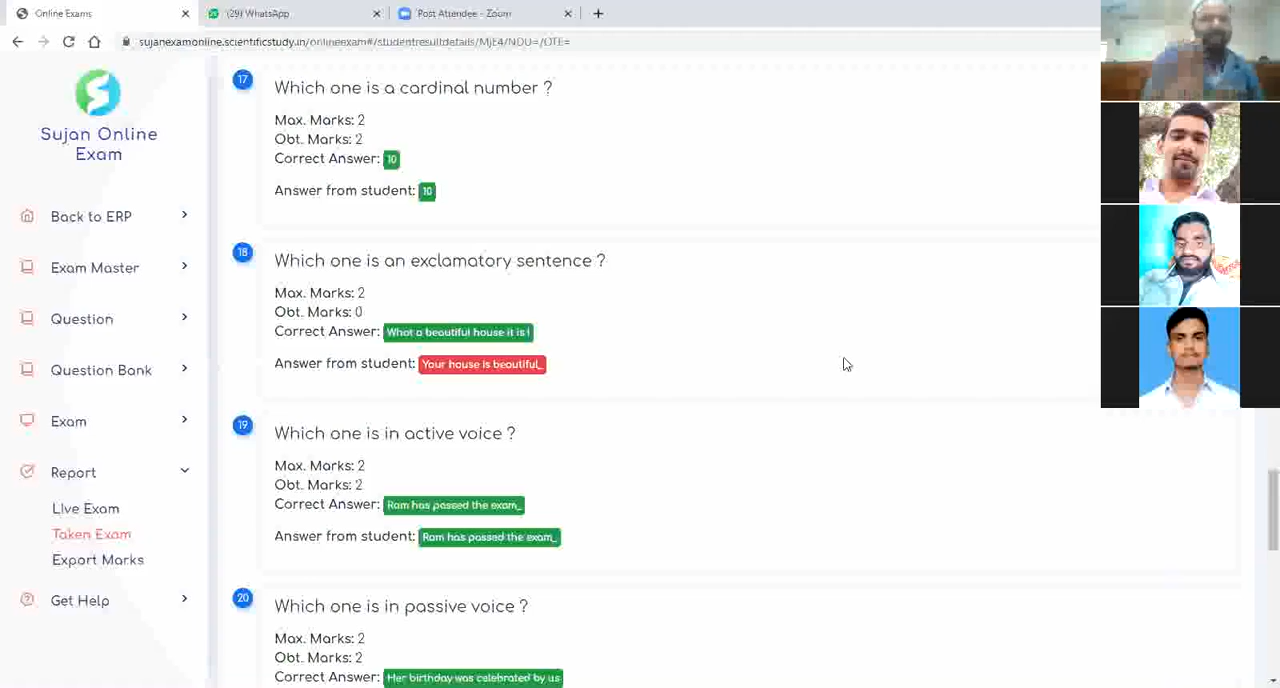 Online Exams
(29) WhatsApp
Post Attendee - Zoom
sujanexamonline.scientificstudy.in/onlineexam#/studentresultdetails/MjE4/NDU=/OTE=
Sujan Online
Exam
Back to ERP
Exam Master
Question
Question Bank
Exam
Report
Live Exam
Taken Exam
Export Marks
Get Help
17
Which one is a cardinal number ?
Max. Marks: 2
Obt. Marks: 2
Correct Answer: 10
Answer from student: 10
18
Which one is an exclamatory sentence ?
Max. Marks: 2
Obt. Marks: 0
Correct Answer: What a beautiful house it is !
Answer from student: Your house is beautiful_
19
Which one is in active voice ?
Max. Marks: 2
Obt. Marks: 2
Correct Answer: Ram has passed the exam_
Answer from student: Ram has passed the exam_
20
Which one is in passive voice ?
Max. Marks: 2
Obt. Marks: 2
Correct Answer: Her birthday was celebrated by us